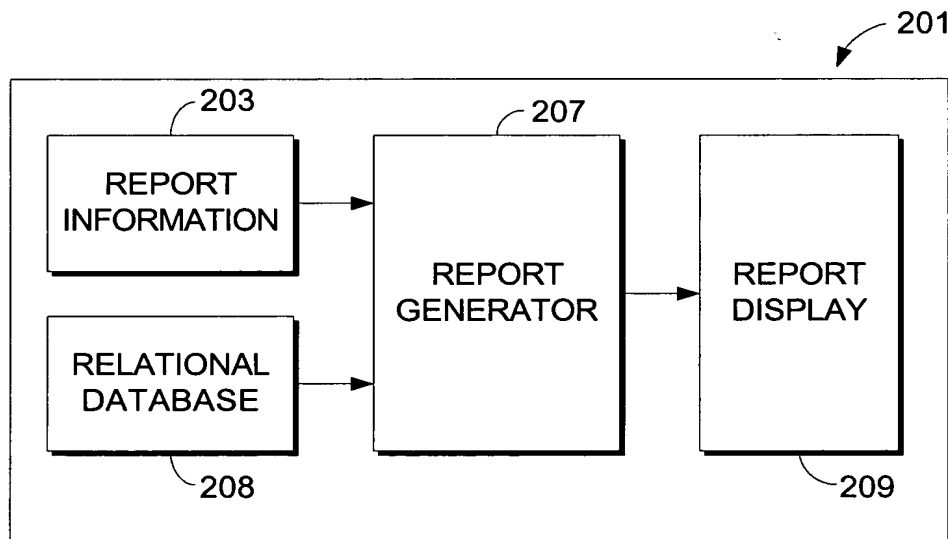 201
203
REPORT
INFORMATION
207
REPORT
GENERATOR
REPORT
DISPLAY
RELATIONAL
DATABASE
208
209